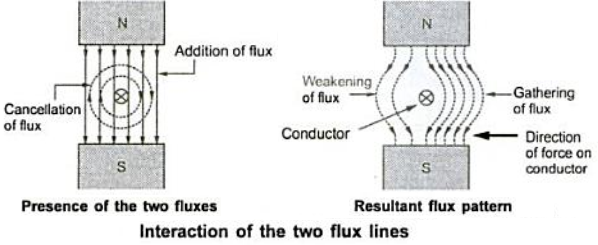 N
Addition of flux
Cancellation
of flux
S
Presence of the two fluxes
N
Weakening
of flux
Gathering
of flux
Conductor
Direction
of force on
conductor
S
Resultant flux pattern
Interaction of the two flux lines